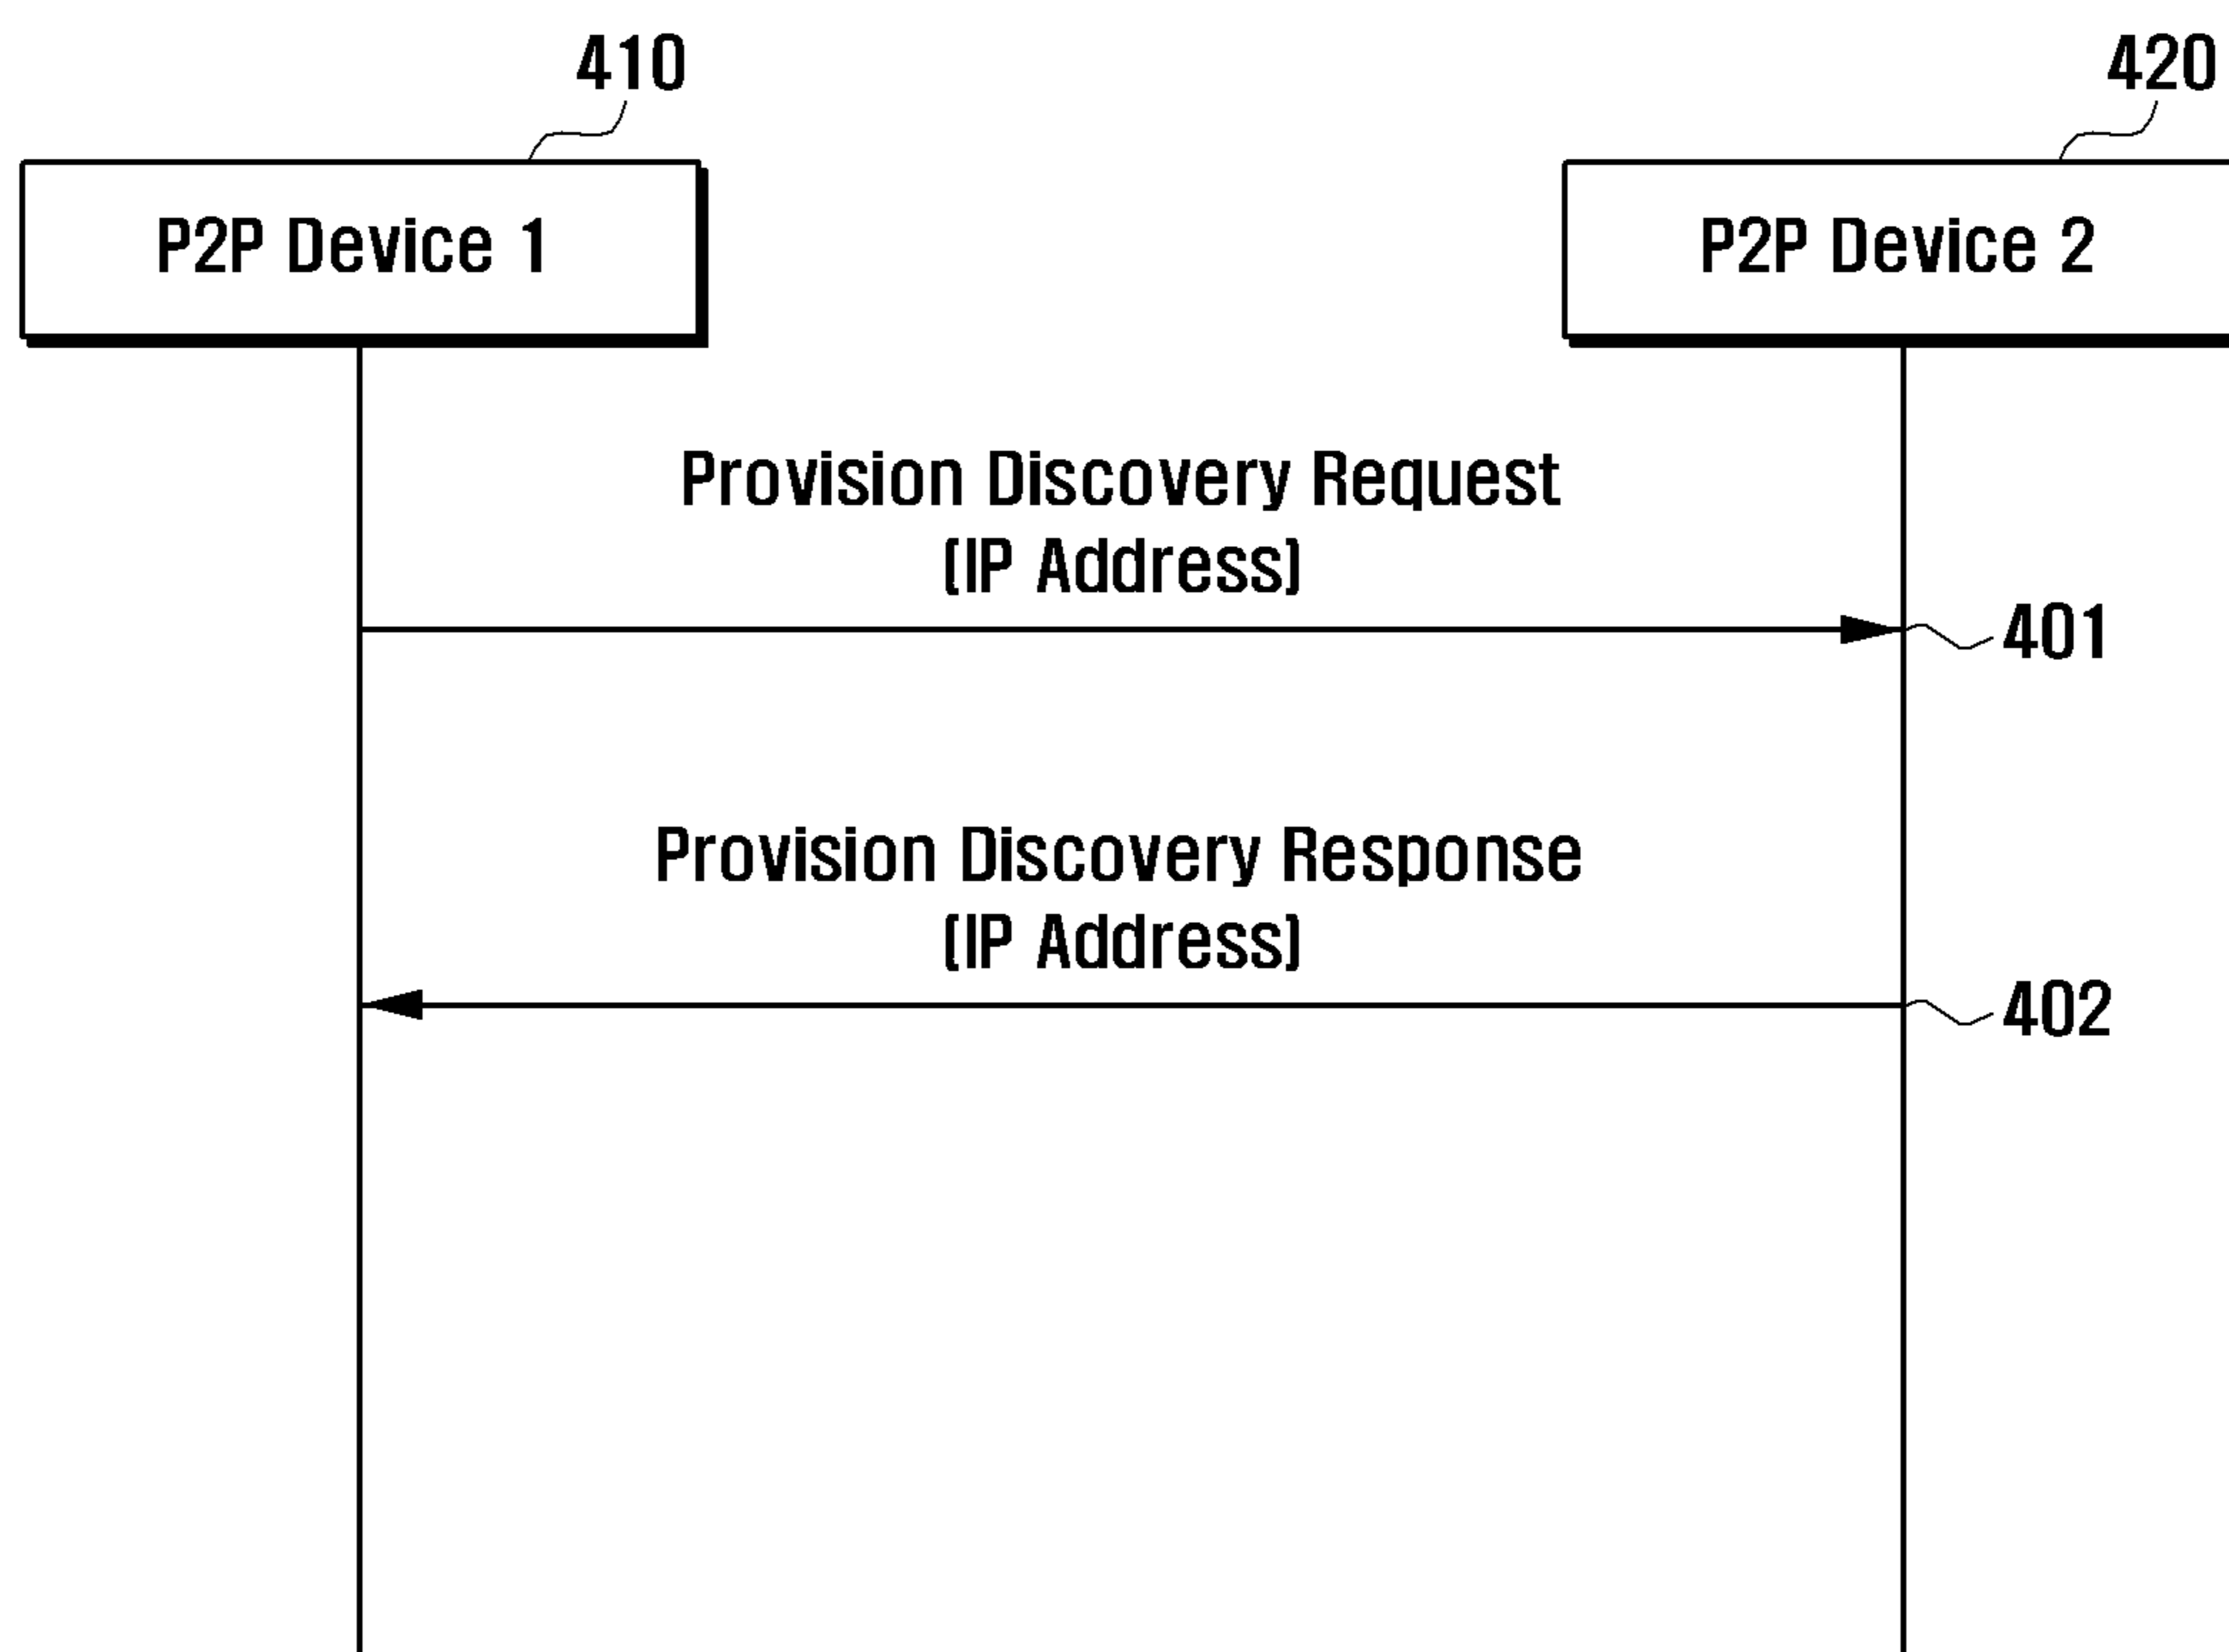 410
420
P2P Device 1
P2P Device 2
Provision Discovery Request
(IP Address)
401
Provision Discovery Response
(IP Address)
402